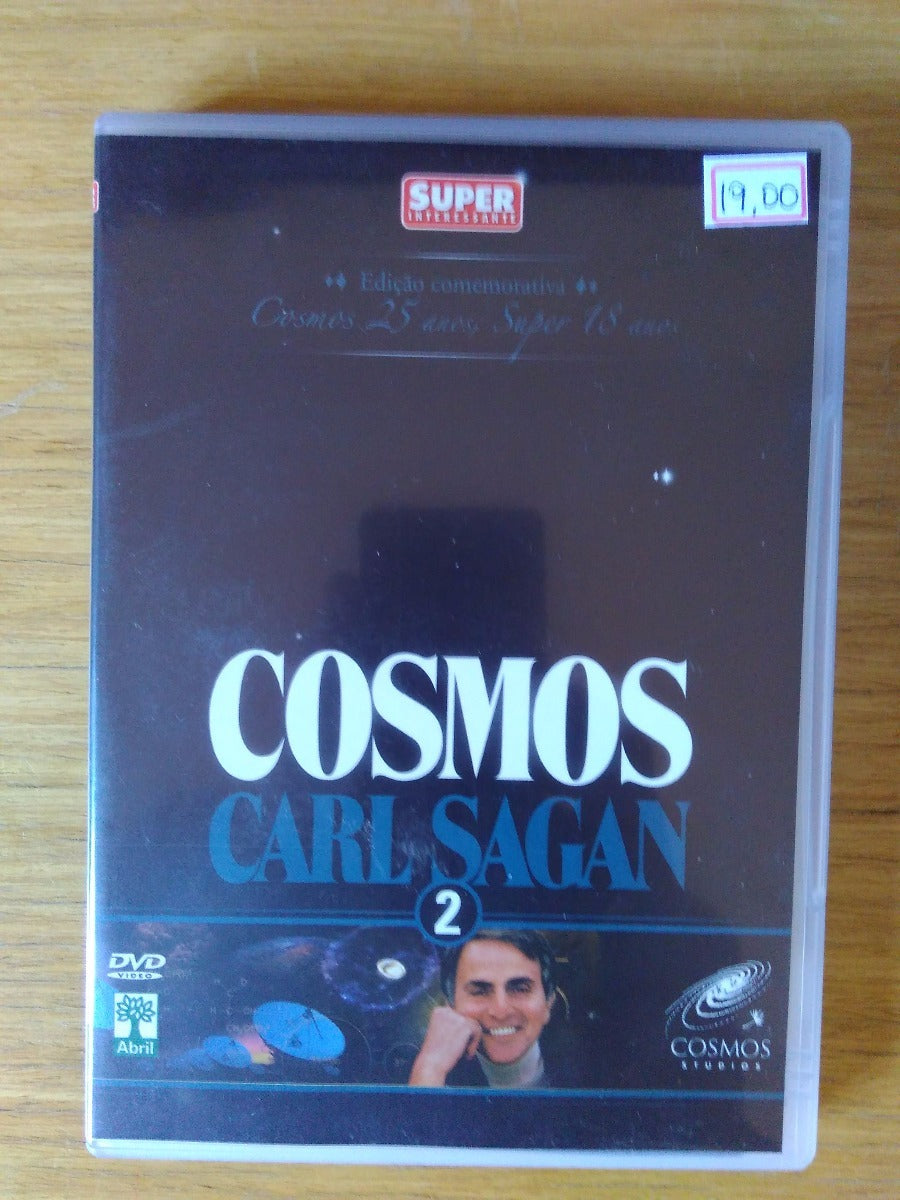 SUPER
INTERESSANTE
19,00
Edição comemorativa
Cosmos 25 anos, Super 18 anos
COSMOS
CARL SAGAN
2
DVD
VIDEO
Abril
COSMOS
STUDIOS